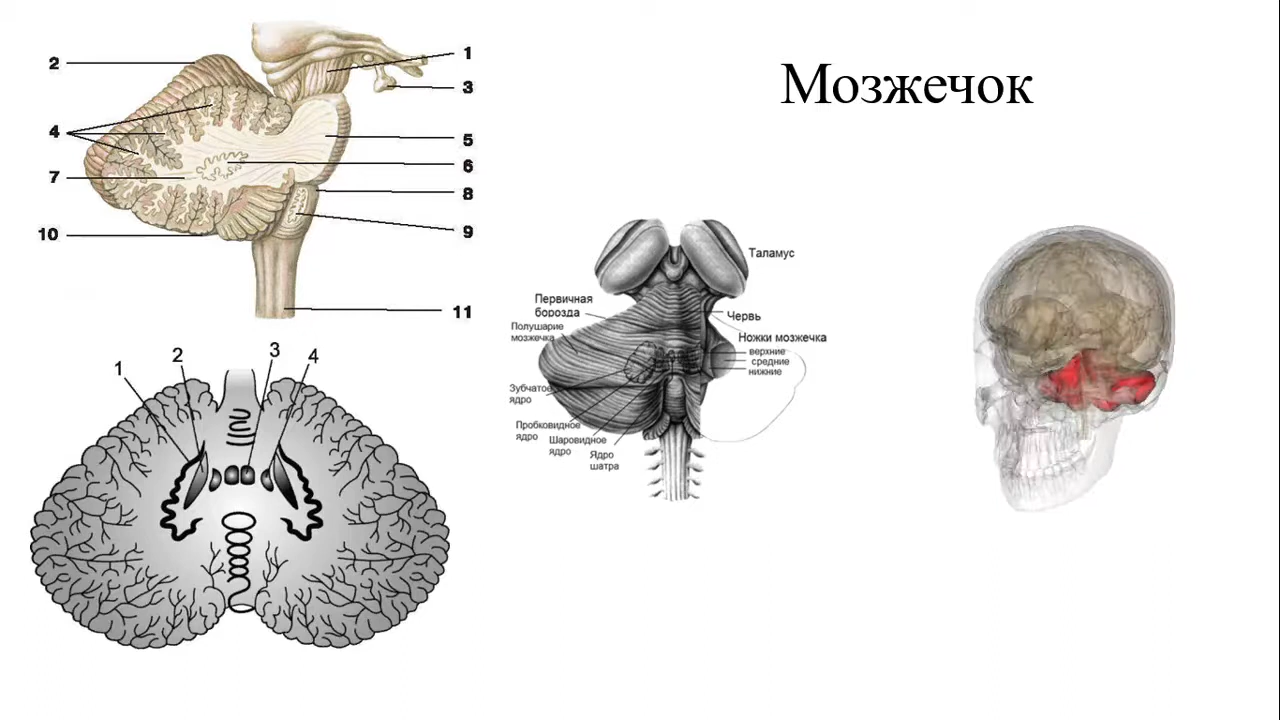 Мозжечок
1
2
3
4
5
6
7
8
9
10
11
Таламус
Первичная
борозда
Червь
Полушарие
мозжечка
Ножки мозжечка
верхние
средние
нижние
Зубчатое
ядро
Пробковидное
ядро
Шаровидное
ядро
Ядро
шатра
1
2
3
4